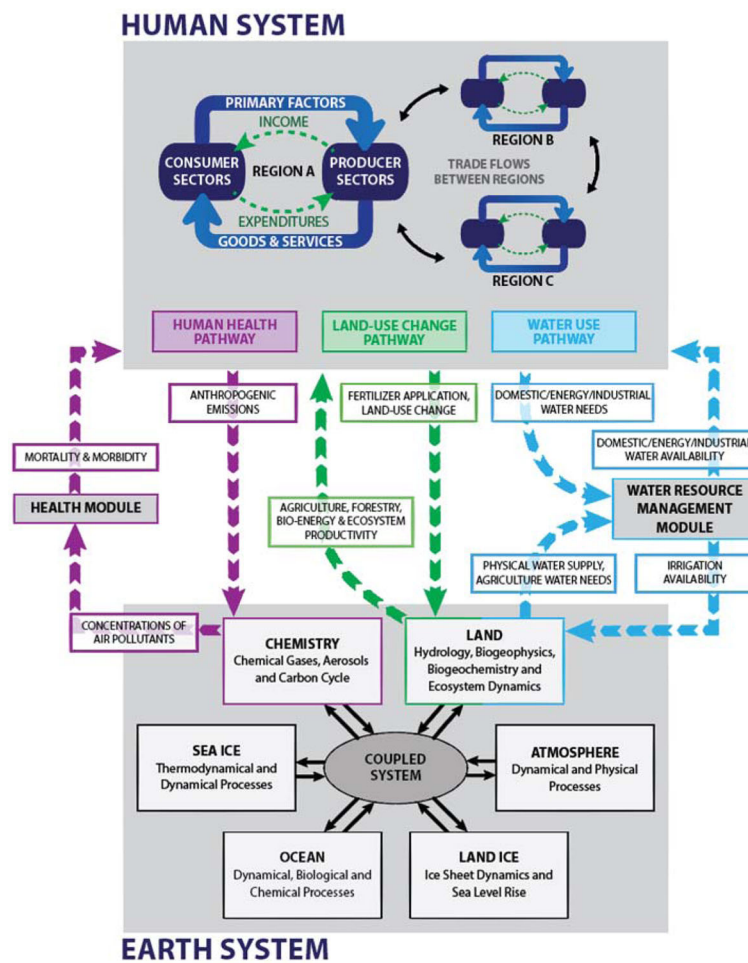 HUMAN SYSTEM
PRIMARY FACTORS
INCOME
CONSUMER
SECTORS
REGION A
PRODUCER
SECTORS
EXPENDITURES
GOODS & SERVICES
REGION B
TRADE FLOWS
BETWEEN REGIONS
REGION C
HUMAN HEALTH
PATHWAY
LAND-USE CHANGE
PATHWAY
WATER USE
PATHWAY
ANTHROPOGENIC
EMISSIONS
FERTILIZER APPLICATION,
LAND-USE CHANGE
DOMESTIC/ENERGY/INDUSTRIAL
WATER NEEDS
MORTALITY & MORBIDITY
DOMESTIC/ENERGY/INDUSTRIAL
WATER AVAILABILITY
HEALTH MODULE
AGRICULTURE, FORESTRY,
BIO-ENERGY & ECOSYSTEM
PRODUCTIVITY
WATER RESOURCE
MANAGEMENT
MODULE
PHYSICAL WATER SUPPLY,
AGRICULTURE WATER NEEDS
IRRIGATION
AVAILABILITY
CONCENTRATIONS OF
AIR POLLUTANTS
CHEMISTRY
Chemical Gases, Aerosols
and Carbon Cycle
LAND
Hydrology, Biogeophysics,
Biogeochemistry and
Ecosystem Dynamics
SEA ICE
Thermodynamical and
Dynamical Processes
COUPLED
SYSTEM
ATMOSPHERE
Dynamical and Physical
Processes
OCEAN
Dynamical, Biological and
Chemical Processes
LAND ICE
Ice Sheet Dynamics and
Sea Level Rise
EARTH SYSTEM